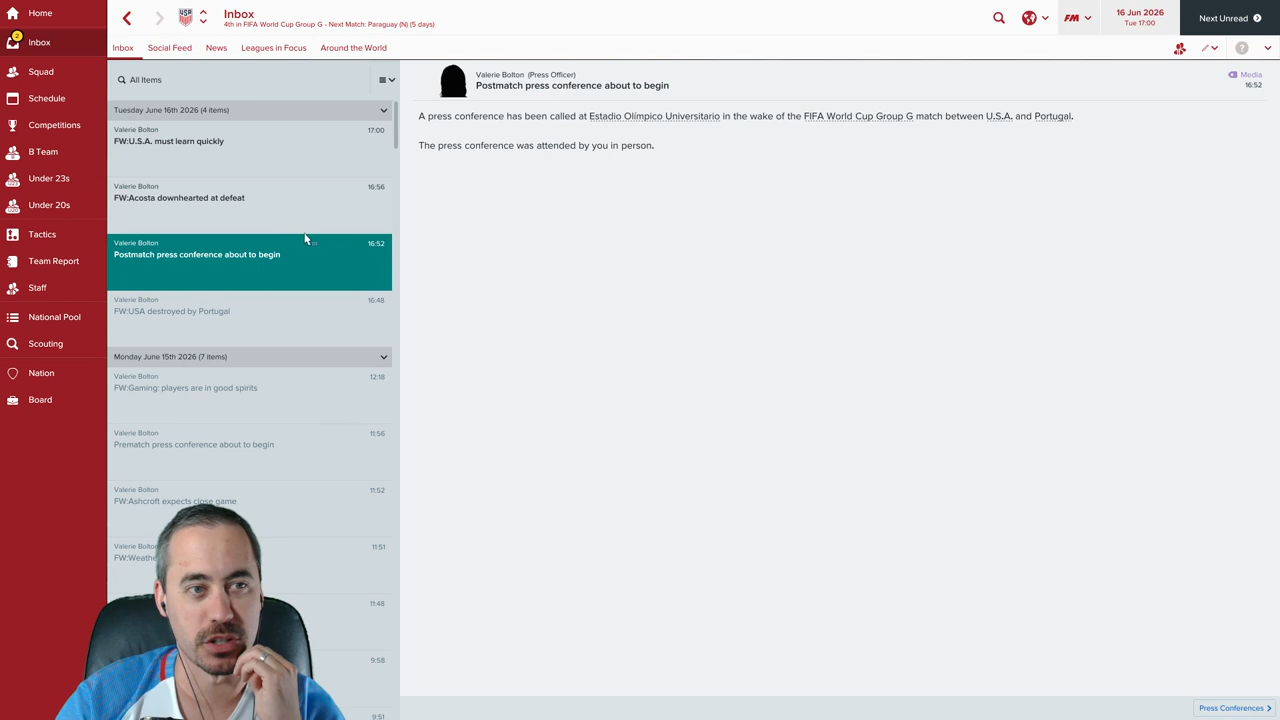 Home
2
Inbox
Squad
Schedule
Competitions
B Team
Under 23s
Under 20s
Tactics
Team Report
Staff
National Pool
Scouting
Nation
Board
USA
Inbox
4th in FIFA World Cup Group G - Next Match: Paraguay (N) (5 days)
FM
16 Jun 2026
Tue 17:00
Next Unread
Inbox
Social Feed
News
Leagues in Focus
Around the World
?
All Items
Tuesday June 16th 2026 (4 items)
Valerie Bolton 17:00
FW:U.S.A. must learn quickly
Valerie Bolton 16:56
FW:Acosta downhearted at defeat
Valerie Bolton 16:52
Postmatch press conference about to begin
Valerie Bolton 16:48
FW:USA destroyed by Portugal
Monday June 15th 2026 (7 items)
Valerie Bolton 12:18
FW:Gaming: players are in good spirits
Valerie Bolton 11:56
Prematch press conference about to begin
Valerie Bolton 11:52
FW:Ashcroft expects close game
Valerie Bolton 11:51
11:48
9:58
9:51
Valerie Bolton (Press Officer)
Postmatch press conference about to begin
Media
16:52
A press conference has been called at Estadio Olímpico Universitario in the wake of the FIFA World Cup Group G match between U.S.A. and Portugal.
The press conference was attended by you in person.
Press Conferences